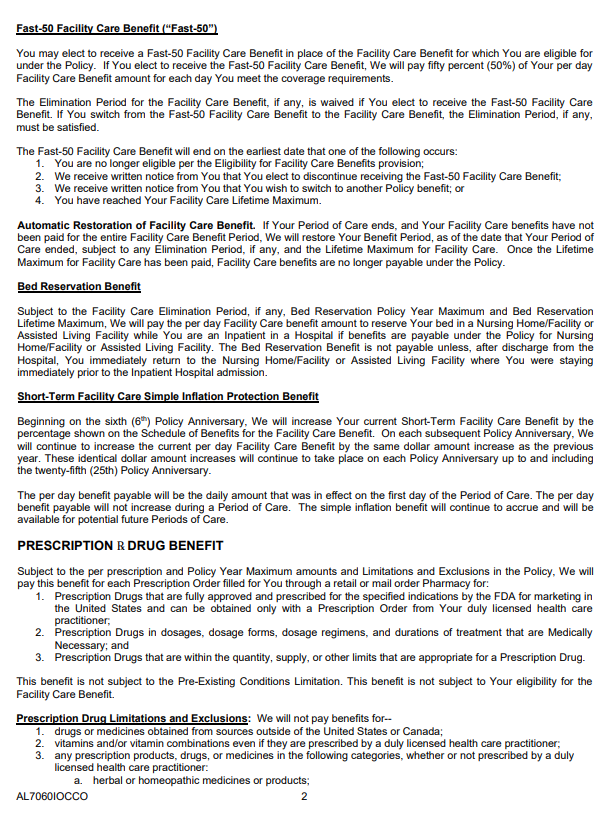 Fast-50 Facility Care Benefit (“Fast-50”)
You may elect to receive a Fast-50 Facility Care Benefit in place of the Facility Care Benefit for which You are eligible for
under the Policy. If You elect to receive the Fast-50 Facility Care Benefit, We will pay fifty percent (50%) of Your per day
Facility Care Benefit amount for each day You meet the coverage requirements.
The Elimination Period for the Facility Care Benefit, if any, is waived if You elect to receive the Fast-50 Facility Care
Benefit. If You switch from the Fast-50 Facility Care Benefit to the Facility Care Benefit, the Elimination Period, if any,
must be satisfied.
The Fast-50 Facility Care Benefit will end on the earliest date that one of the following occurs:
1. You are no longer eligible per the Eligibility for Facility Care Benefits provision;
2. We receive written notice from You that You elect to discontinue receiving the Fast-50 Facility Care Benefit;
3. We receive written notice from You that You wish to switch to another Policy benefit; or
4. You have reached Your Facility Care Lifetime Maximum.
Automatic Restoration of Facility Care Benefit. If Your Period of Care ends, and Your Facility Care benefits have not
been paid for the entire Facility Care Benefit Period, We will restore Your Benefit Period, as of the date that Your Period of
Care ended, subject to any Elimination Period, if any, and the Lifetime Maximum for Facility Care. Once the Lifetime
Maximum for Facility Care has been paid, Facility Care benefits are no longer payable under the Policy.
Bed Reservation Benefit
Subject to the Facility Care Elimination Period, if any, Bed Reservation Policy Year Maximum and Bed Reservation
Lifetime Maximum, We will pay the per day Facility Care benefit amount to reserve Your bed in a Nursing Home/Facility or
Assisted Living Facility while You are an Inpatient in a Hospital if benefits are payable under the Policy for Nursing
Home/Facility or Assisted Living Facility. The Bed Reservation Benefit is not payable unless, after discharge from the
Hospital, You immediately return to the Nursing Home/Facility or Assisted Living Facility where You were staying
immediately prior to the Inpatient Hospital admission.
Short-Term Facility Care Simple Inflation Protection Benefit
Beginning on the sixth (6th) Policy Anniversary, We will increase Your current Short-Term Facility Care Benefit by the
percentage shown on the Schedule of Benefits for the Facility Care Benefit. On each subsequent Policy Anniversary, We
will continue to increase the current per day Facility Care Benefit by the same dollar amount increase as the previous
year. These identical dollar amount increases will continue to take place on each Policy Anniversary up to and including
the twenty-fifth (25th) Policy Anniversary.
The per day benefit payable will be the daily amount that was in effect on the first day of the Period of Care. The per day
benefit payable will not increase during a Period of Care. The simple inflation benefit will continue to accrue and will be
available for potential future Periods of Care.
PRESCRIPTION R DRUG BENEFIT
Subject to the per prescription and Policy Year Maximum amounts and Limitations and Exclusions in the Policy, We will
pay this benefit for each Prescription Order filled for You through a retail or mail order Pharmacy for:
1. Prescription Drugs that are fully approved and prescribed for the specified indications by the FDA for marketing in
the United States and can be obtained only with a Prescription Order from Your duly licensed health care
practitioner;
2. Prescription Drugs in dosages, dosage forms, dosage regimens, and durations of treatment that are Medically
Necessary; and
3. Prescription Drugs that are within the quantity, supply, or other limits that are appropriate for a Prescription Drug.
This benefit is not subject to the Pre-Existing Conditions Limitation. This benefit is not subject to Your eligibility for the
Facility Care Benefit.
Prescription Drug Limitations and Exclusions: We will not pay benefits for--
1. drugs or medicines obtained from sources outside of the United States or Canada;
2. vitamins and/or vitamin combinations even if they are prescribed by a duly licensed health care practitioner;
3. any prescription products, drugs, or medicines in the following categories, whether or not prescribed by a duly
licensed health care practitioner:
a. herbal or homeopathic medicines or products;
AL7060IOCCO 2